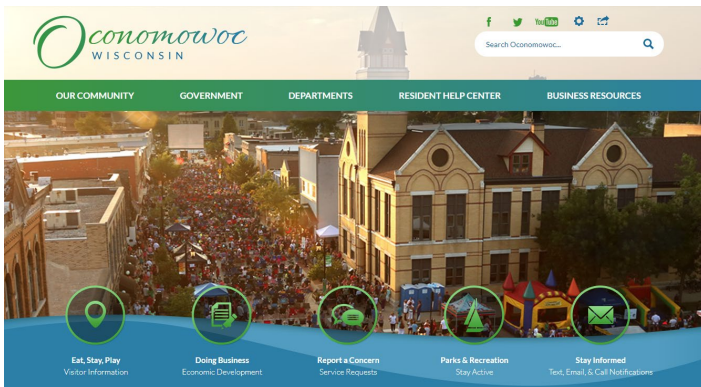 Oconomowoc
WISCONSIN
YouTube
Search Oconomowoc...
OUR COMMUNITY
GOVERNMENT
DEPARTMENTS
RESIDENT HELP CENTER
BUSINESS RESOURCES
Eat, Stay, Play
Visitor Information
Doing Business
Economic Development
Report a Concern
Service Requests
Parks & Recreation
Stay Active
Stay Informed
Text, Email, & Call Notifications